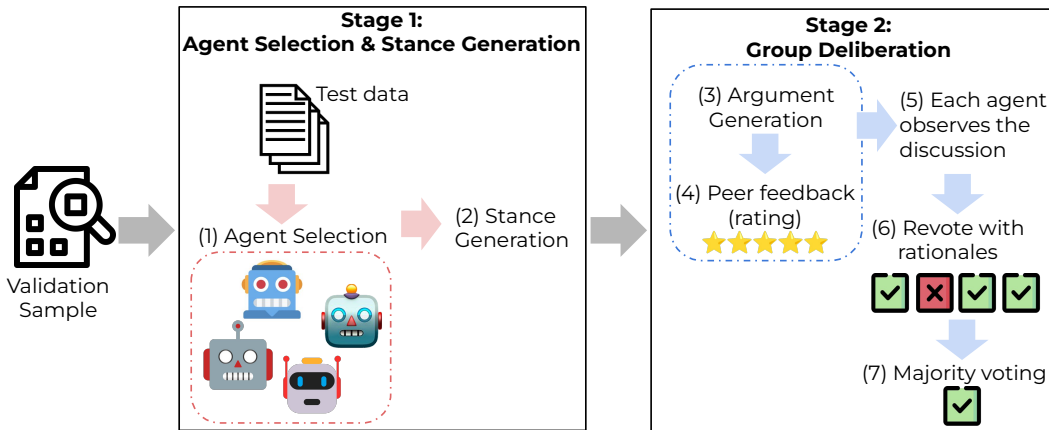 Validation
Sample
Stage 1:
Agent Selection & Stance Generation
Test data
(1) Agent Selection
(2) Stance
Generation
Stage 2:
Group Deliberation
(3) Argument
Generation
(4) Peer feedback
(rating)
(5) Each agent
observes the
discussion
(6) Revote with
rationales
(7) Majority voting